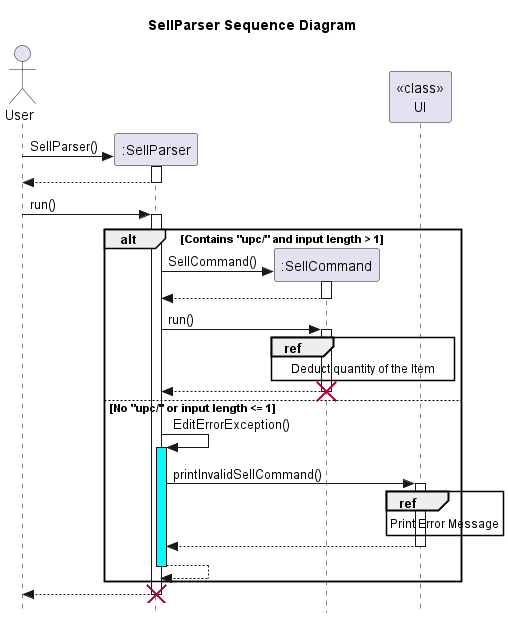 SellParser Sequence Diagram
«class»
UI
User
SellParser()
:SellParser
run()
alt
[Contains "upc/" and input length > 1]
SellCommand()
:SellCommand
run()
ref
Deduct quantity of the Item
[No "upc/" or input length <= 1]
EditErrorException()
printInvalidSellCommand()
ref
Print Error Message